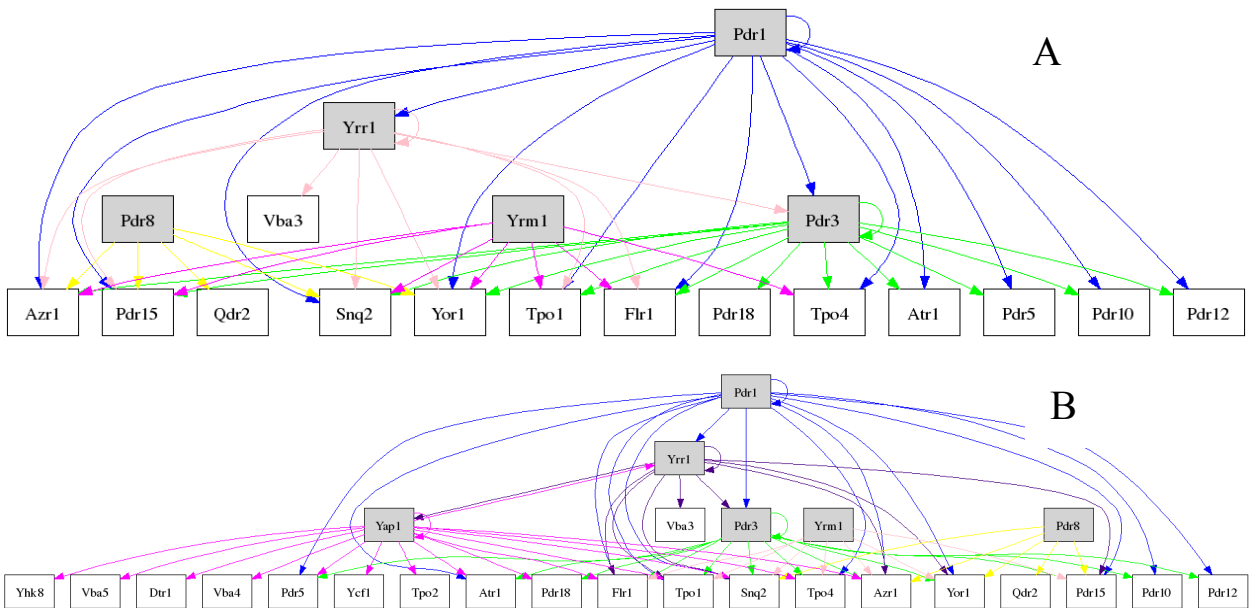 Pdr1
A
Yrr1
Pdr8 Vba3 Yrm1 Pdr3
Azr1 Pdr15 Qdr2 Snq2 Yor1 Tpo1 Flr1 Pdr18 Tpo4 Atr1 Pdr5 Pdr10 Pdr12
Pdr1
B
Yrr1
Yap1 Vba3 Pdr3 Yrm1 Pdr8
Yhk8 Vba5 Dtr1 Vba4 Pdr5 Ycf1 Tpo2 Atr1 Pdr18 Flr1 Tpo1 Snq2 Tpo4 Azr1 Yor1 Qdr2 Pdr15 Pdr10 Pdr12